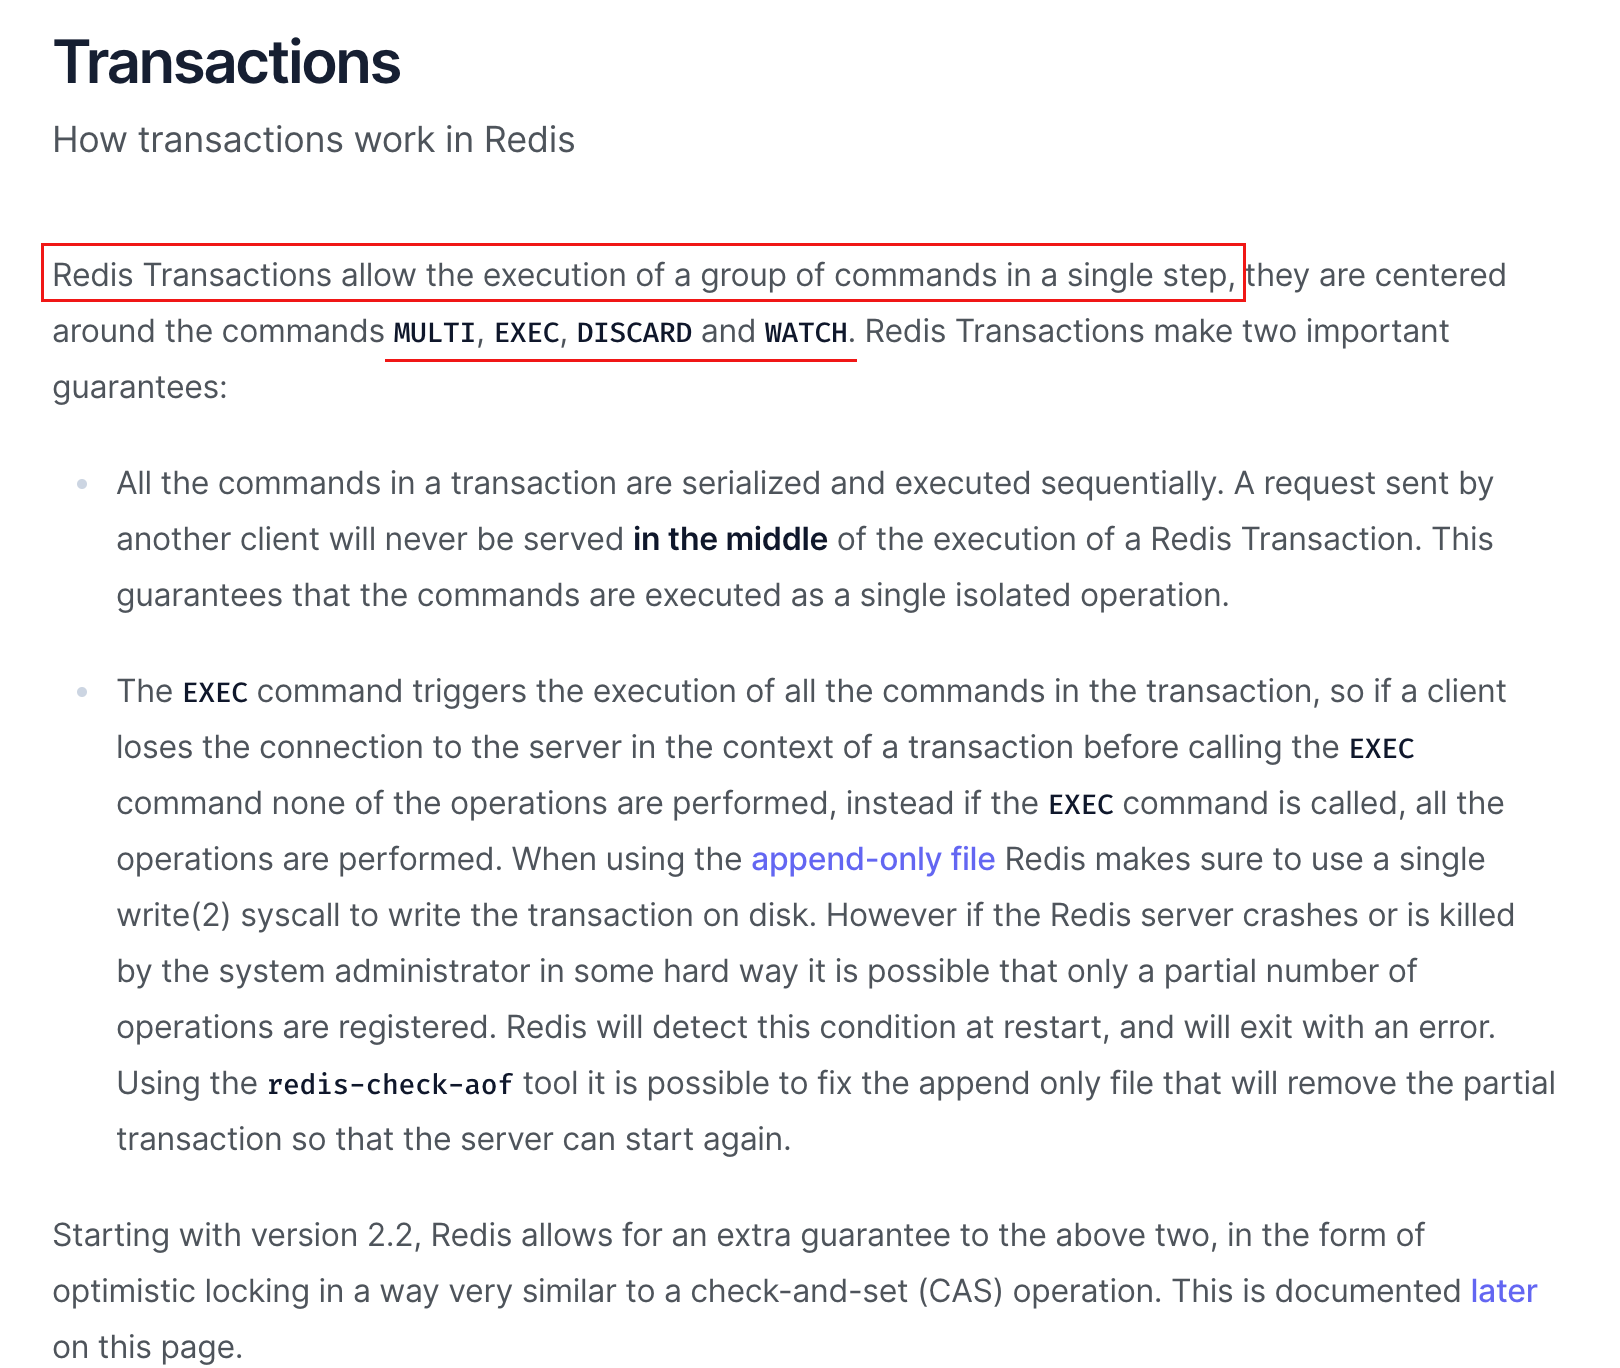 Transactions
How transactions work in Redis
Redis Transactions allow the execution of a group of commands in a single step, they are centered
around the commands MULTI, EXEC, DISCARD and WATCH. Redis Transactions make two important
guarantees:
• All the commands in a transaction are serialized and executed sequentially. A request sent by
another client will never be served in the middle of the execution of a Redis Transaction. This
guarantees that the commands are executed as a single isolated operation.
• The EXEC command triggers the execution of all the commands in the transaction, so if a client
loses the connection to the server in the context of a transaction before calling the EXEC
command none of the operations are performed, instead if the EXEC command is called, all the
operations are performed. When using the append-only file Redis makes sure to use a single
write(2) syscall to write the transaction on disk. However if the Redis server crashes or is killed
by the system administrator in some hard way it is possible that only a partial number of
operations are registered. Redis will detect this condition at restart, and will exit with an error.
Using the redis-check-aof tool it is possible to fix the append only file that will remove the partial
transaction so that the server can start again.
Starting with version 2.2, Redis allows for an extra guarantee to the above two, in the form of
optimistic locking in a way very similar to a check-and-set (CAS) operation. This is documented later
on this page.